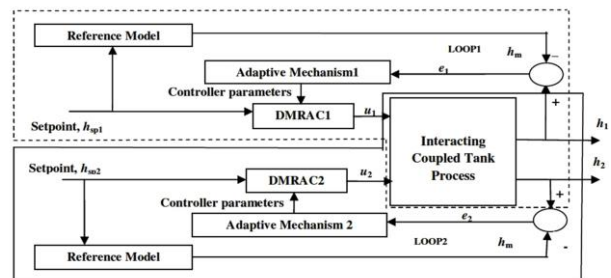 Reference Model
LOOP1
hm
–
Adaptive Mechanism1
e1
Controller parameters
+
DMRAC1
u1
Setpoint, hsp1
h1
Interacting
Coupled Tank
Process
h2
Setpoint, hsp2
DMRAC2
u2
Controller parameters
+
Adaptive Mechanism 2
e2
LOOP2
hm
-
Reference Model